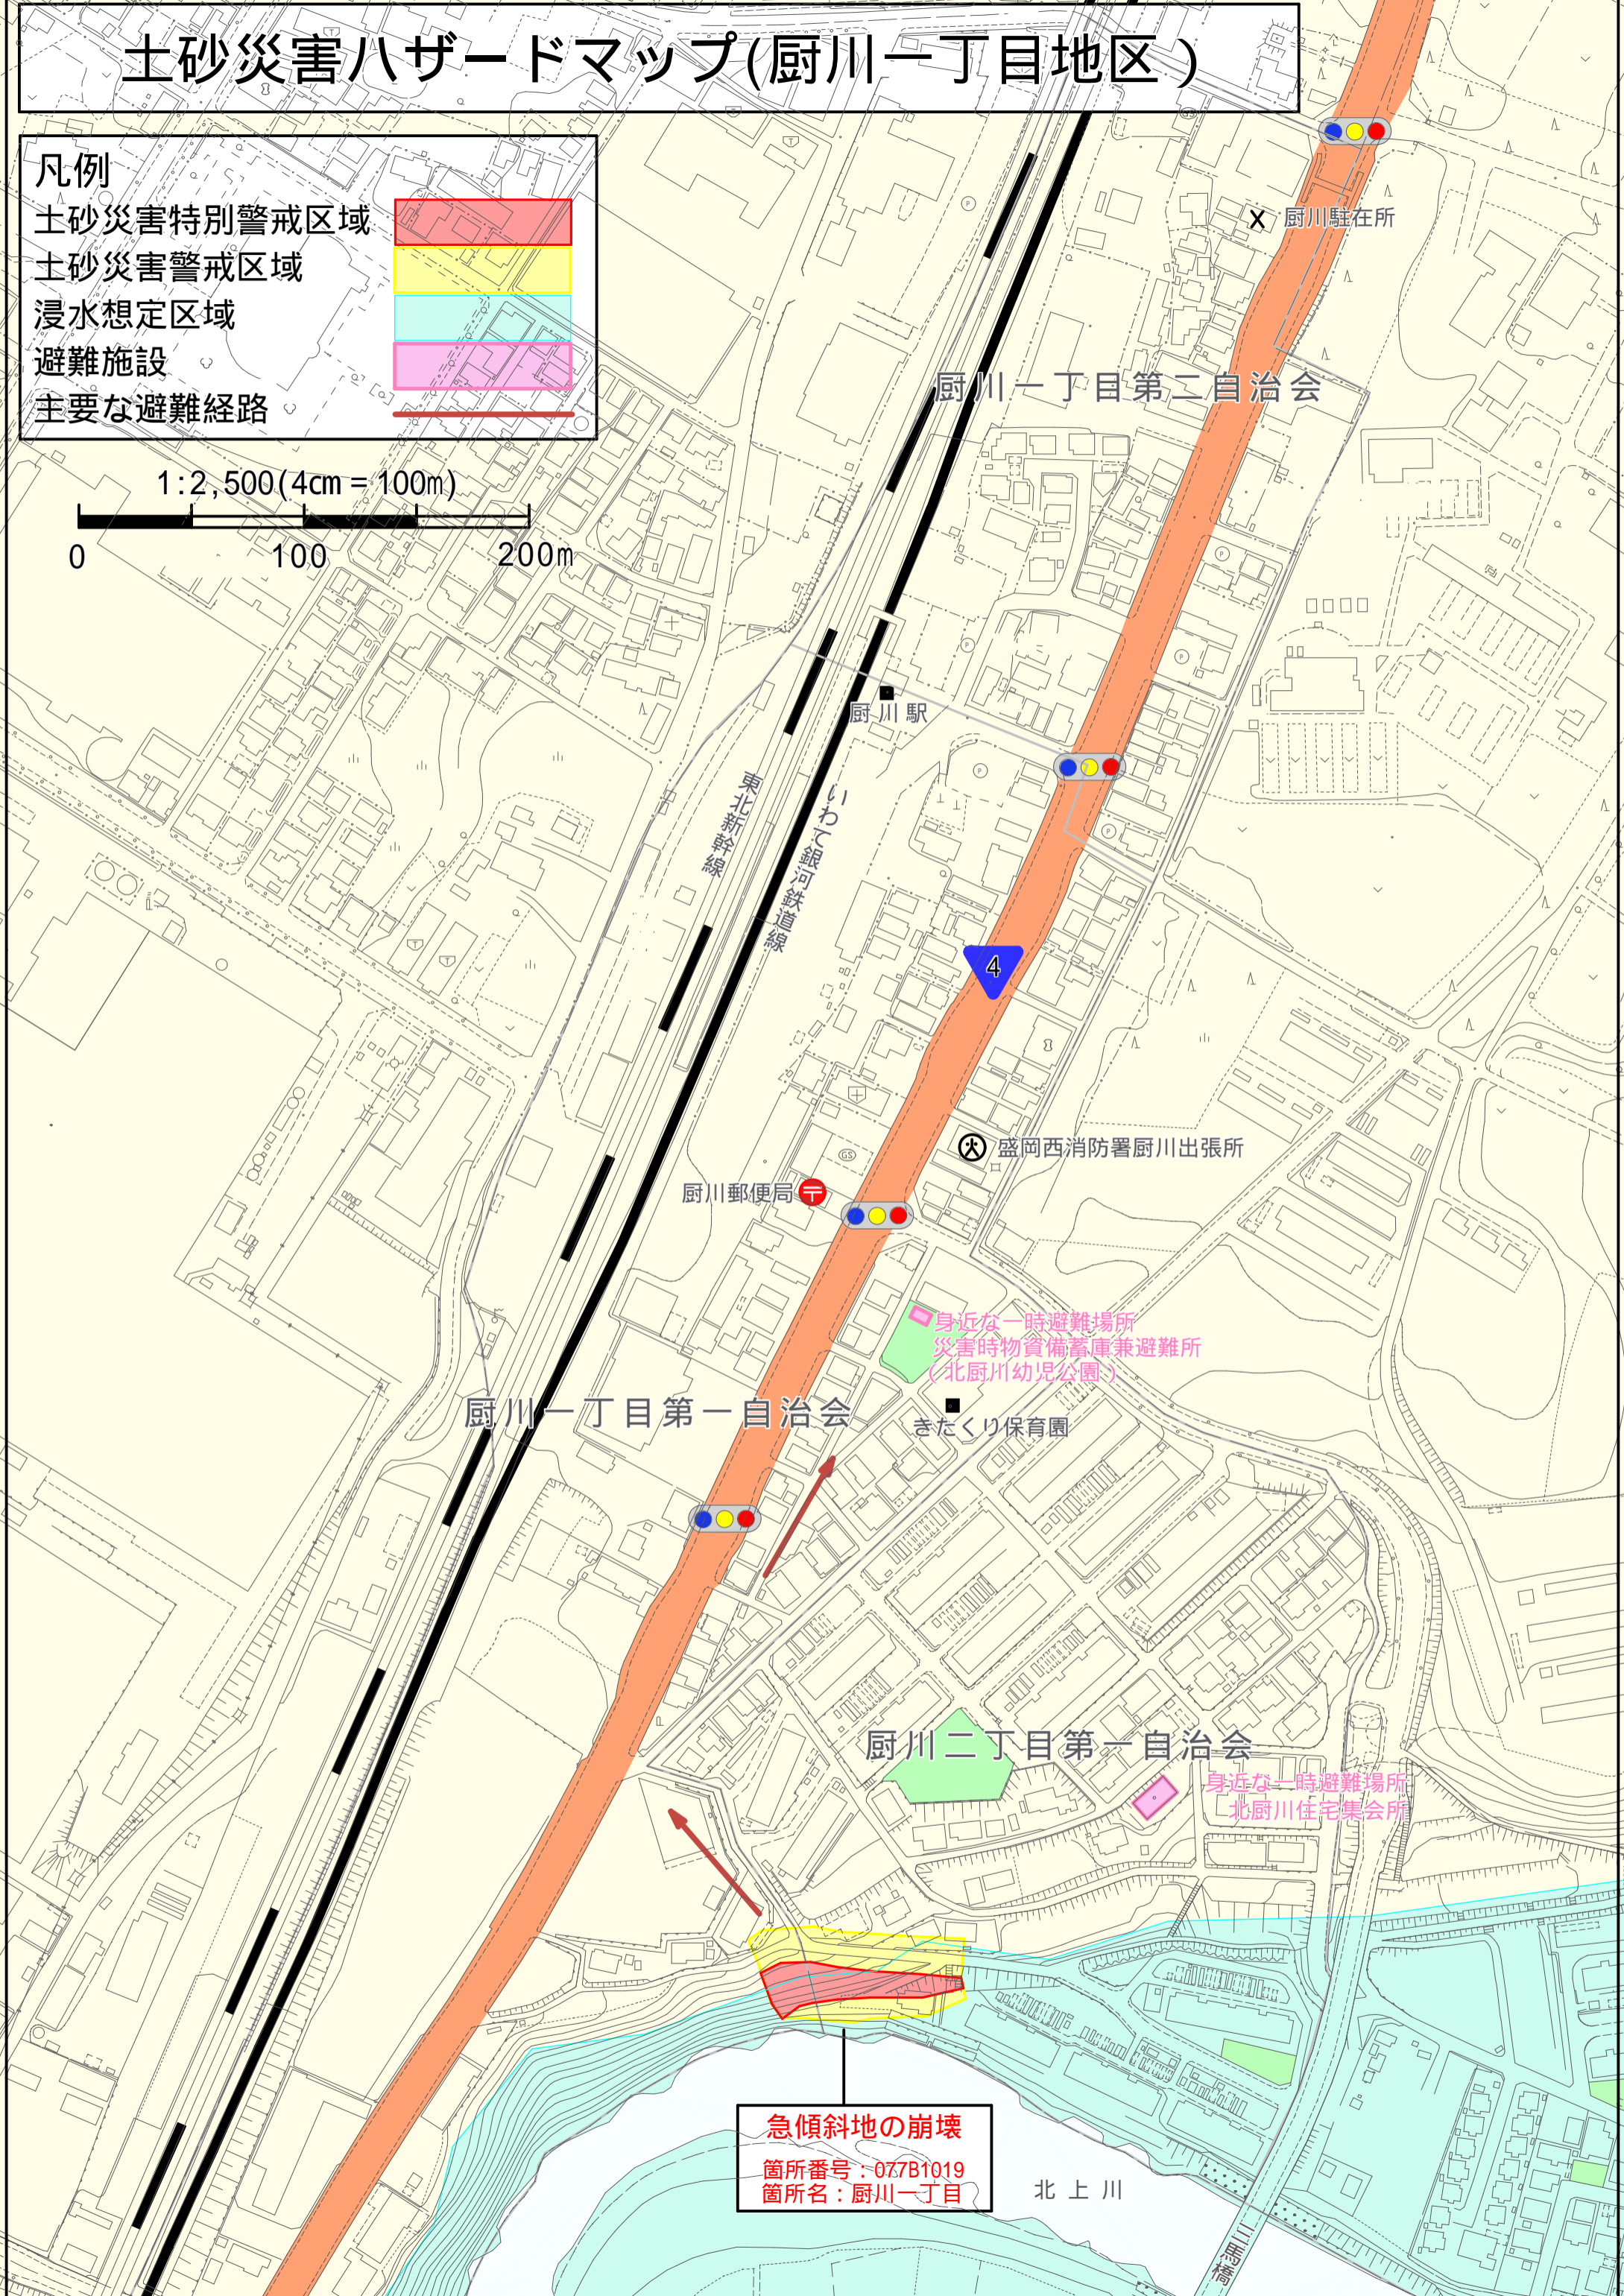 土砂災害ハザードマップ(厨川一丁目地区)
凡例
土砂災害特別警戒区域
土砂災害警戒区域
浸水想定区域
避難施設
主要な避難経路
1:2,500(4cm=100m)
0 100 200m
厨川駐在所
厨川一丁目第二自治会
厨川駅
東北新幹線
いわて銀河鉄道線
4
盛岡西消防署厨川出張所
厨川郵便局
身近な一時避難場所
災害時物資備蓄庫兼避難所
(北厨川幼児公園)
厨川一丁目第一自治会
きたくり保育園
厨川二丁目第一自治会
身近な一時避難場所
北厨川住宅集会所
急傾斜地の崩壊
箇所番号:077B1019
箇所名:厨川一丁目
北上川
三馬橋